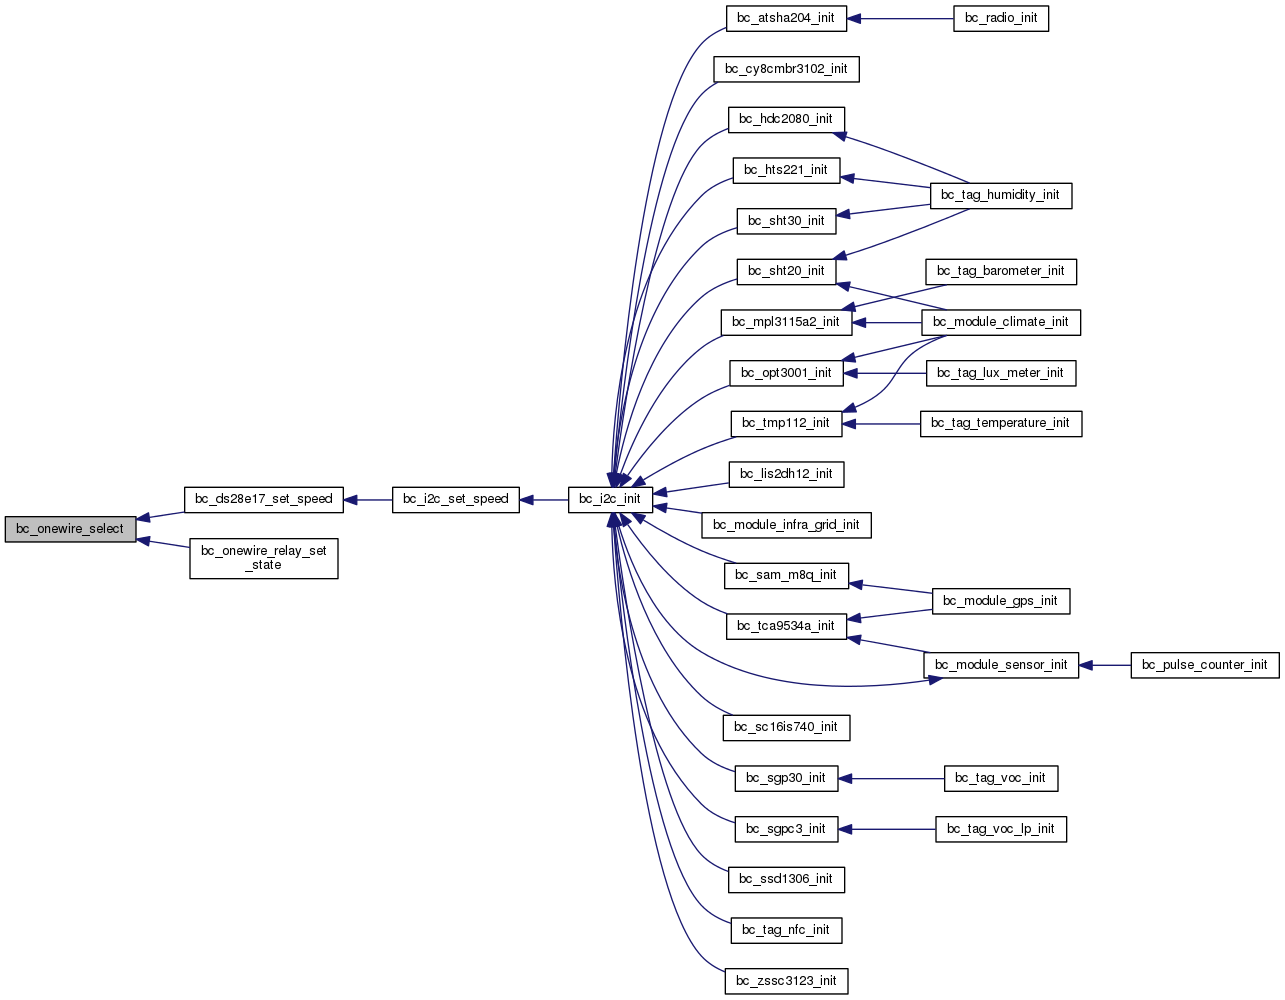 bc_atsha204_init
bc_radio_init
bc_cy8cmbr3102_init
bc_hdc2080_init
bc_hts221_init
bc_tag_humidity_init
bc_sht30_init
bc_sht20_init
bc_tag_barometer_init
bc_mpl3115a2_init
bc_module_climate_init
bc_opt3001_init
bc_tag_lux_meter_init
bc_tmp112_init
bc_tag_temperature_init
bc_lis2dh12_init
bc_ds28e17_set_speed
bc_i2c_set_speed
bc_i2c_init
bc_onewire_select
bc_module_infra_grid_init
bc_onewire_relay_set
_state
bc_sam_m8q_init
bc_module_gps_init
bc_tca9534a_init
bc_module_sensor_init
bc_pulse_counter_init
bc_sc16is740_init
bc_sgp30_init
bc_tag_voc_init
bc_sgpc3_init
bc_tag_voc_lp_init
bc_ssd1306_init
bc_tag_nfc_init
bc_zssc3123_init